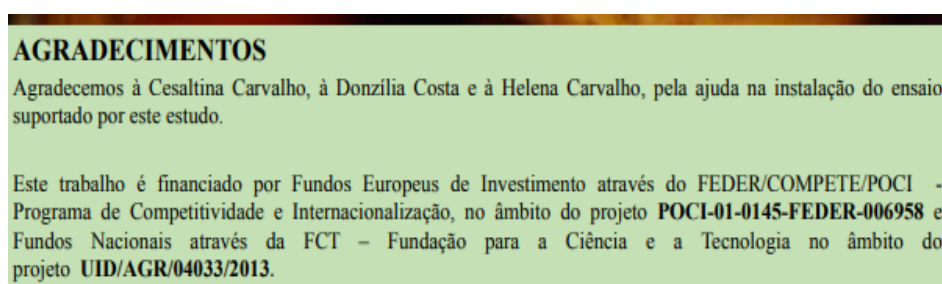 AGRADECIMENTOS
Agradecemos à Cesaltina Carvalho, à Donzília Costa e à Helena Carvalho, pela ajuda na instalação do ensaio
suportado por este estudo.
Este trabalho é financiado por Fundos Europeus de Investimento através do FEDER/COMPETE/POCI -
Programa de Competitividade e Internacionalização, no âmbito do projeto POCI-01-0145-FEDER-006958 e
Fundos Nacionais através da FCT – Fundação para a Ciência e a Tecnologia no âmbito do
projeto UID/AGR/04033/2013.